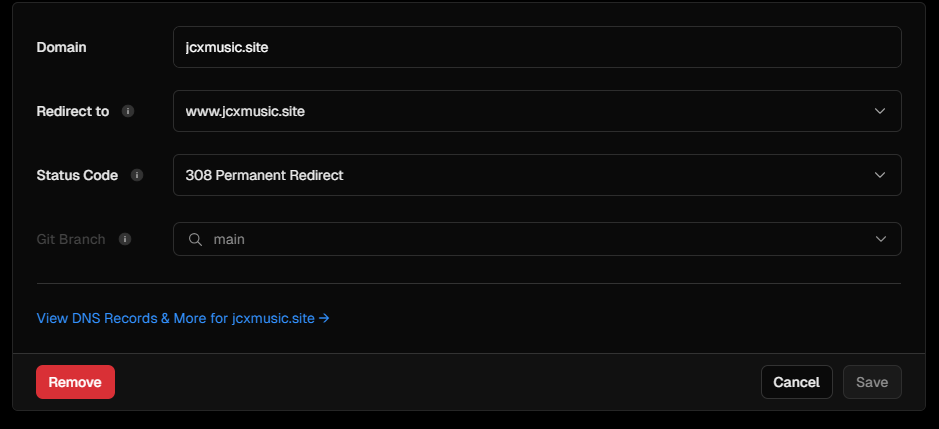 Domain
jcxmusic.site
Redirect to
www.jcxmusic.site
Status Code
308 Permanent Redirect
Git Branch
main
View DNS Records & More for jcxmusic.site →
Remove
Cancel
Save